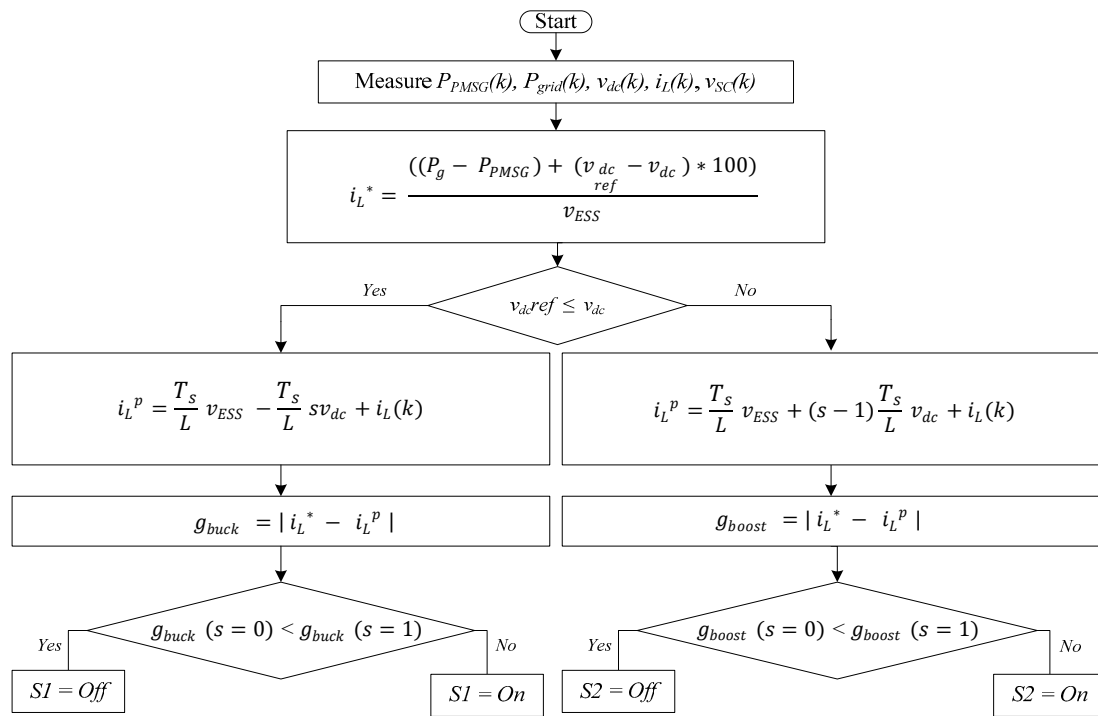 Start
Measure P_PMSG(k), P_grid(k), v_dc(k), i_L(k), v_SC(k)
i_L^* = ((P_g − P_PMSG) + (v_dc ref − v_dc) * 100) / v_ESS
Yes
v_dc ref ≤ v_dc
No
i_L^p = T_s/L v_ESS − T_s/L sv_dc + i_L(k)
i_L^p = T_s/L v_ESS + (s − 1) T_s/L v_dc + i_L(k)
g_buck = | i_L^* − i_L^p |
g_boost = | i_L^* − i_L^p |
Yes
g_buck (s = 0) < g_buck (s = 1)
No
Yes
g_boost (s = 0) < g_boost (s = 1)
No
S1 = Off
S1 = On
S2 = Off
S2 = On